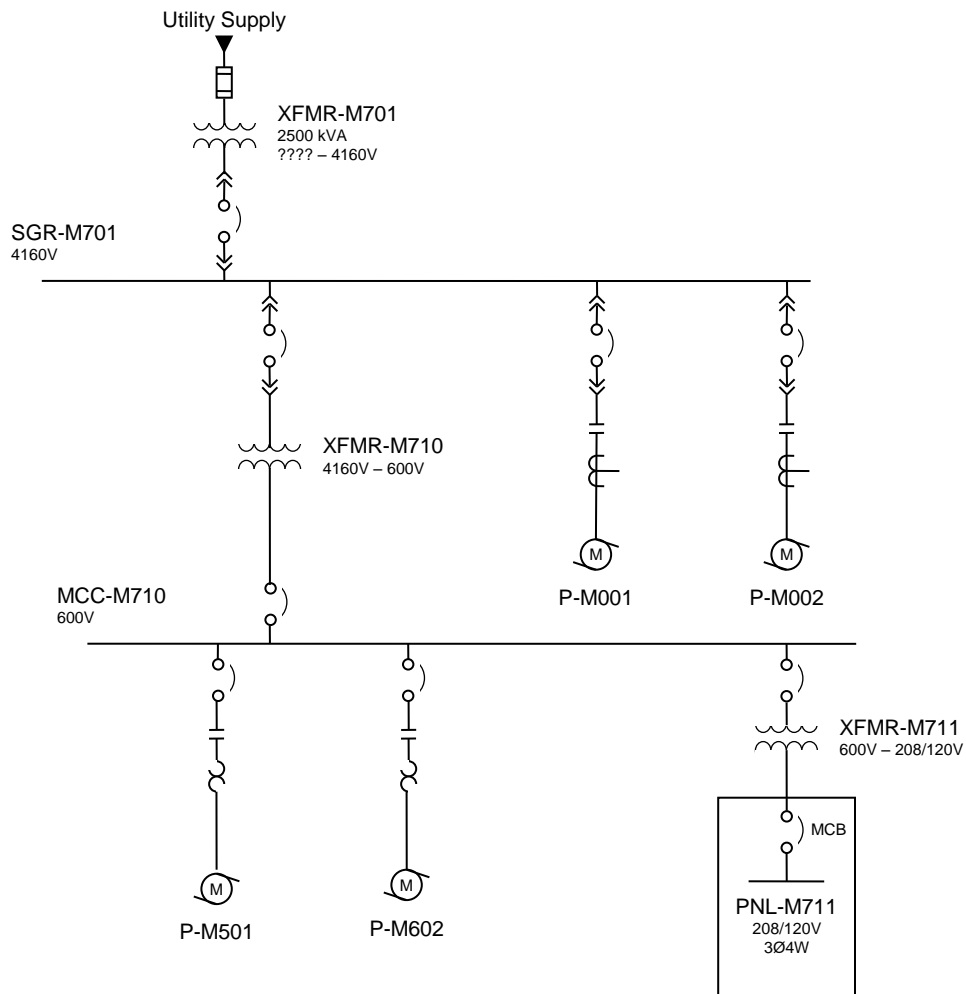 Utility Supply
XFMR-M701
2500 kVA
???? – 4160V
SGR-M701
4160V
XFMR-M710
4160V – 600V
M
M
P-M001
P-M002
MCC-M710
600V
XFMR-M711
600V – 208/120V
MCB
M
M
P-M501
P-M602
PNL-M711
208/120V
3Ø4W